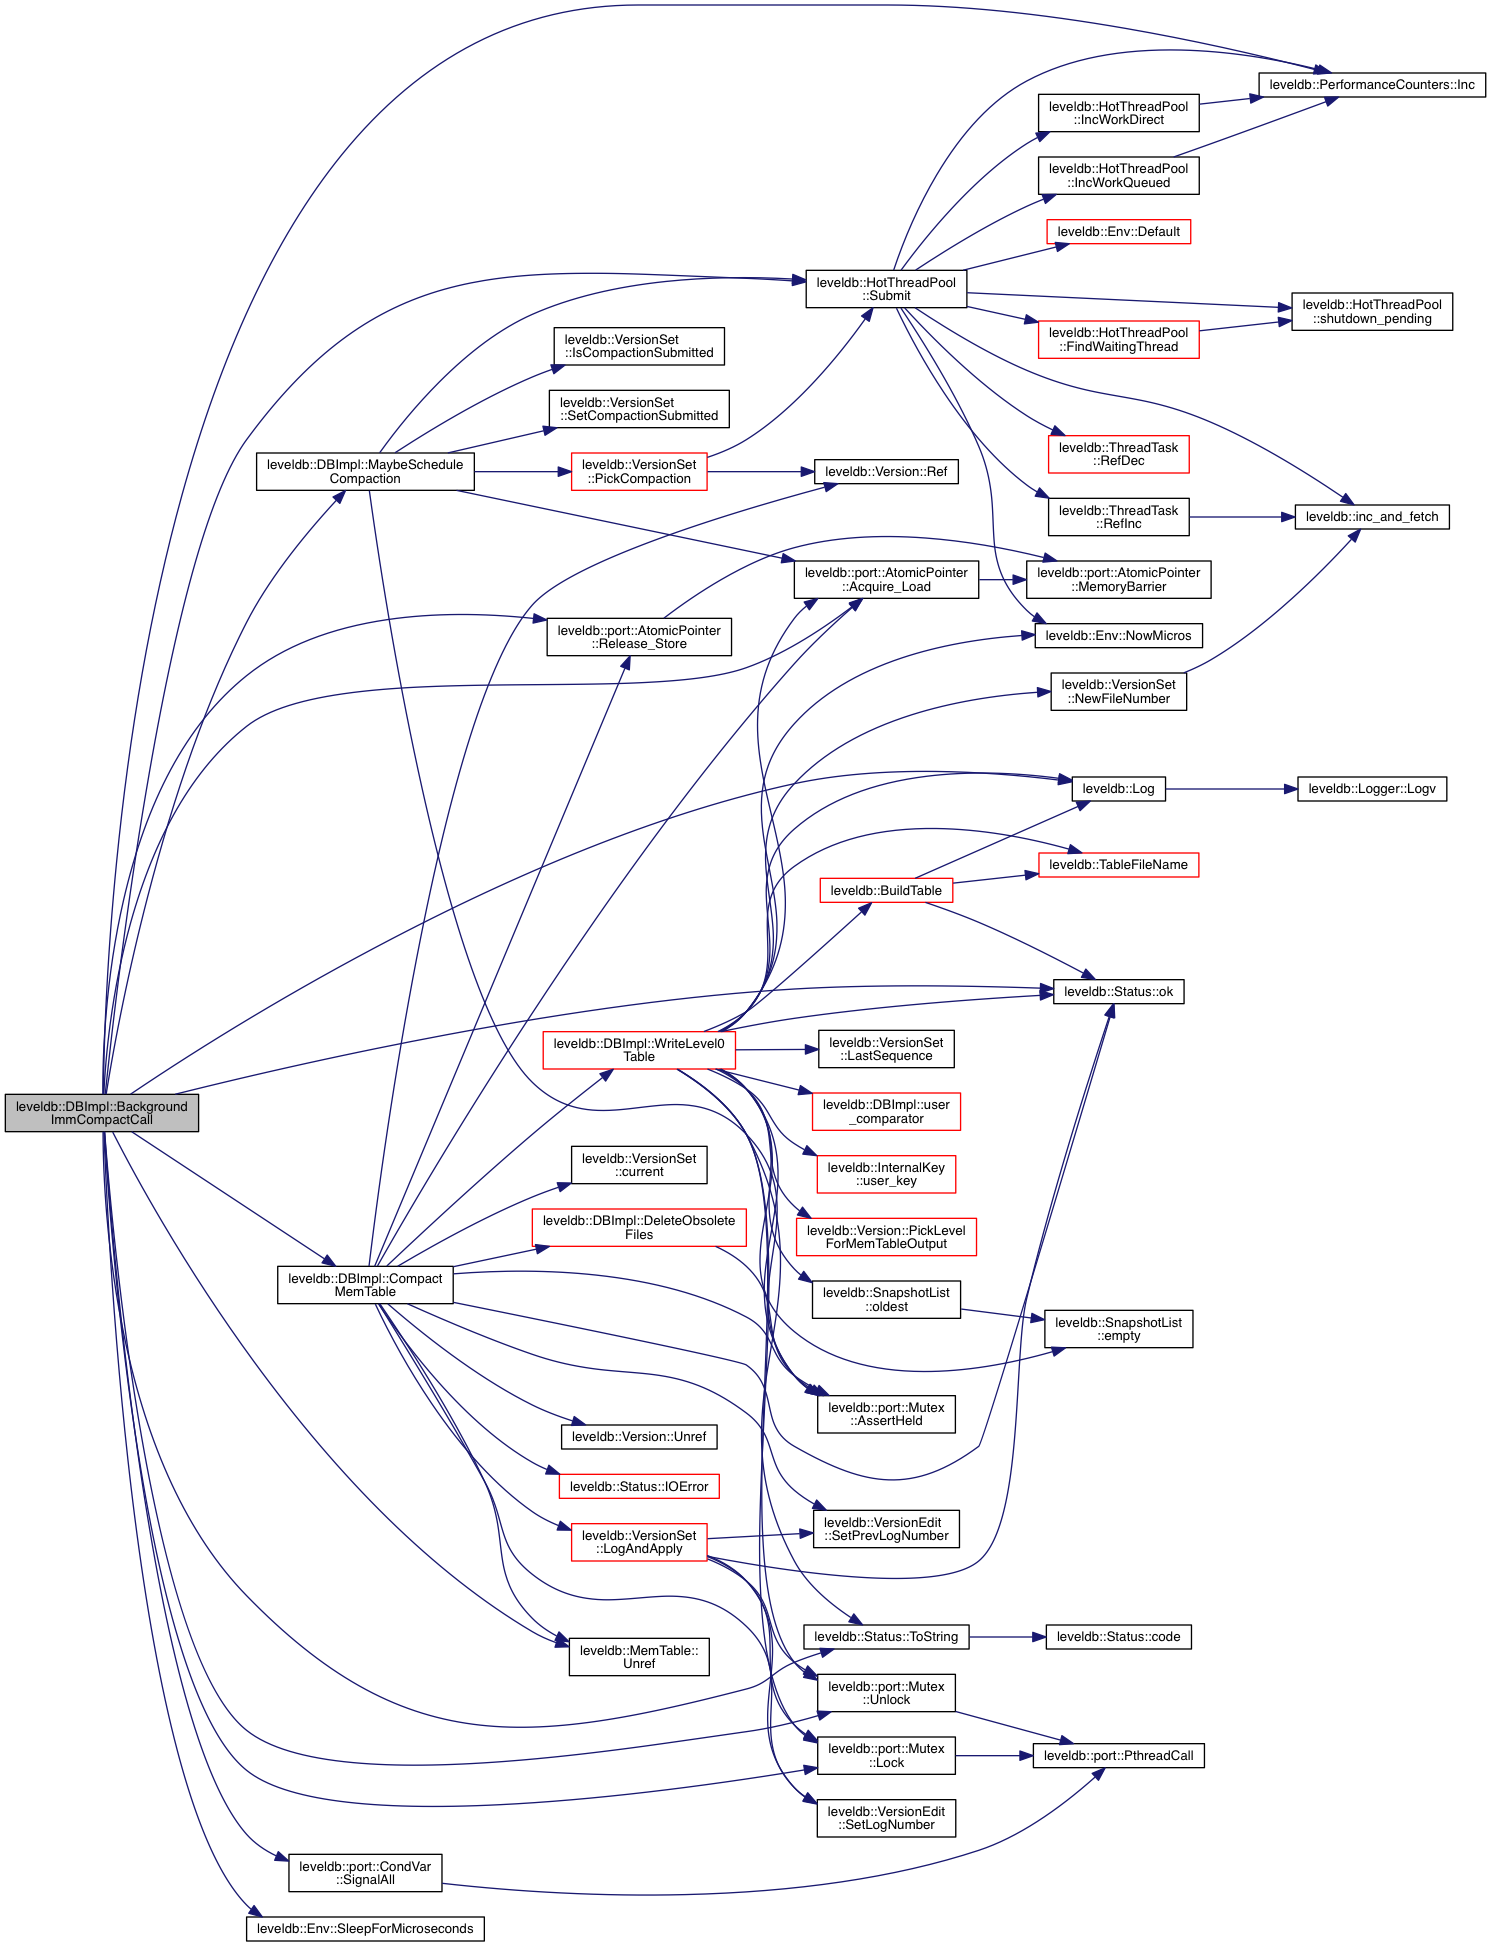 leveldb::PerformanceCounters::Inc
leveldb::HotThreadPool
::IncWorkDirect
leveldb::HotThreadPool
::IncWorkQueued
leveldb::Env::Default
leveldb::HotThreadPool
::Submit
leveldb::HotThreadPool
::shutdown_pending
leveldb::HotThreadPool
::FindWaitingThread
leveldb::VersionSet
::IsCompactionSubmitted
leveldb::VersionSet
::SetCompactionSubmitted
leveldb::DBImpl::MaybeSchedule
Compaction
leveldb::VersionSet
::PickCompaction
leveldb::Version::Ref
leveldb::ThreadTask
::RefDec
leveldb::ThreadTask
::RefInc
leveldb::inc_and_fetch
leveldb::port::AtomicPointer
::Acquire_Load
leveldb::port::AtomicPointer
::MemoryBarrier
leveldb::port::AtomicPointer
::Release_Store
leveldb::Env::NowMicros
leveldb::VersionSet
::NewFileNumber
leveldb::Log
leveldb::Logger::Logv
leveldb::TableFileName
leveldb::BuildTable
leveldb::Status::ok
leveldb::DBImpl::WriteLevel0
Table
leveldb::VersionSet
::LastSequence
leveldb::DBImpl::Background
ImmCompactCall
leveldb::DBImpl::user
_comparator
leveldb::VersionSet
::current
leveldb::InternalKey
::user_key
leveldb::DBImpl::DeleteObsolete
Files
leveldb::Version::PickLevel
ForMemTableOutput
leveldb::DBImpl::Compact
MemTable
leveldb::SnapshotList
::oldest
leveldb::SnapshotList
::empty
leveldb::port::Mutex
::AssertHeld
leveldb::Version::Unref
leveldb::Status::IOError
leveldb::VersionEdit
::SetPrevLogNumber
leveldb::VersionSet
::LogAndApply
leveldb::Status::ToString
leveldb::Status::code
leveldb::MemTable::
Unref
leveldb::port::Mutex
::Unlock
leveldb::port::Mutex
::Lock
leveldb::port::PthreadCall
leveldb::VersionEdit
::SetLogNumber
leveldb::port::CondVar
::SignalAll
leveldb::Env::SleepForMicroseconds